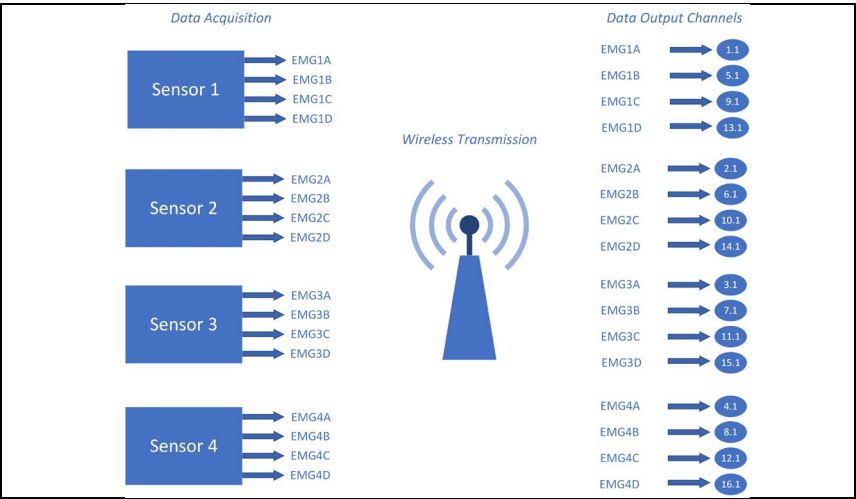 Data Acquisition
Sensor 1
EMG1A
EMG1B
EMG1C
EMG1D
Sensor 2
EMG2A
EMG2B
EMG2C
EMG2D
Sensor 3
EMG3A
EMG3B
EMG3C
EMG3D
Sensor 4
EMG4A
EMG4B
EMG4C
EMG4D
Wireless Transmission
Data Output Channels
EMG1A 1.1
EMG1B 5.1
EMG1C 9.1
EMG1D 13.1
EMG2A 2.1
EMG2B 6.1
EMG2C 10.1
EMG2D 14.1
EMG3A 3.1
EMG3B 7.1
EMG3C 11.1
EMG3D 15.1
EMG4A 4.1
EMG4B 8.1
EMG4C 12.1
EMG4D 16.1